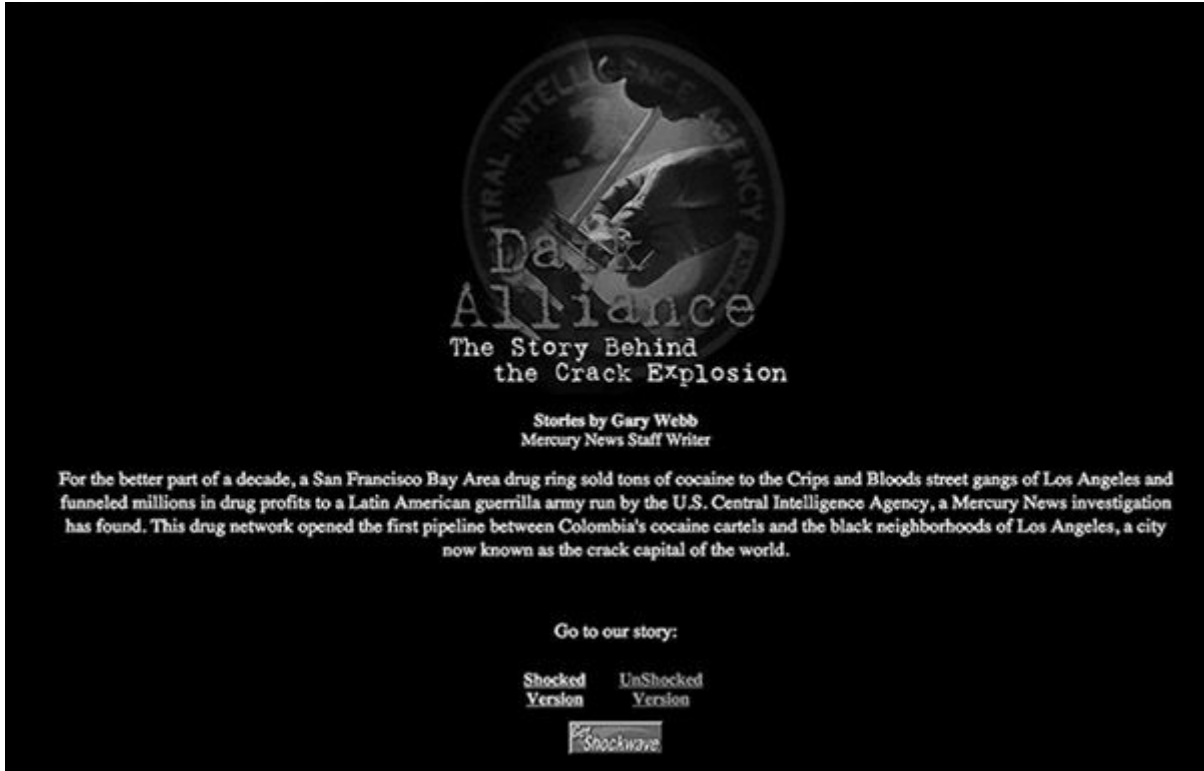 CENTRAL INTELLIGENCE AGENCY
Dark
Alliance
The Story Behind
the Crack Explosion
Stories by Gary Webb
Mercury News Staff Writer
For the better part of a decade, a San Francisco Bay Area drug ring sold tons of cocaine to the Crips and Bloods street gangs of Los Angeles and
funneled millions in drug profits to a Latin American guerrilla army run by the U.S. Central Intelligence Agency, a Mercury News investigation
has found. This drug network opened the first pipeline between Colombia's cocaine cartels and the black neighborhoods of Los Angeles, a city
now known as the crack capital of the world.
Go to our story:
Shocked UnShocked
Version Version
Get
Shockwave